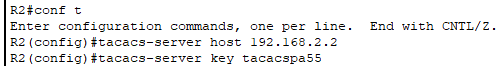 R2#conf t
Enter configuration commands, one per line.  End with CNTL/Z.
R2(config)#tacacs-server host 192.168.2.2
R2(config)#tacacs-server key tacacspa55